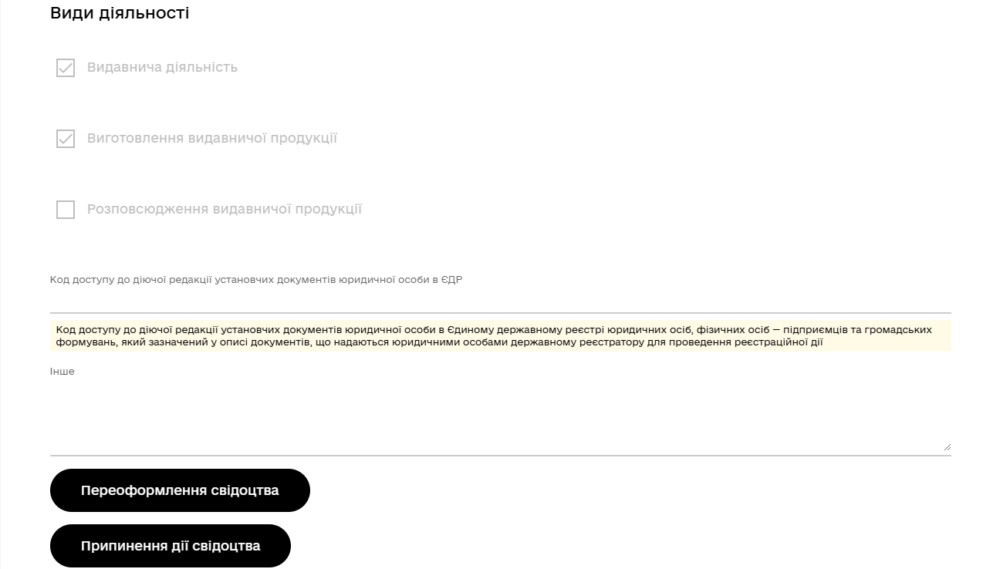 Види діяльності
Видавнича діяльність
Виготовлення видавничої продукції
Розповсюдження видавничої продукції
Код доступу до діючої редакції установчих документів юридичної особи в ЄДР
Код доступу до діючої редакції установчих документів юридичної особи в Єдиному державному реєстрі юридичних осіб, фізичних осіб — підприємців та громадських
формувань, який зазначений у описі документів, що надаються юридичними особами державному реєстратору для проведення реєстраційної дії
Інше
Переоформлення свідоцтва
Припинення дії свідоцтва